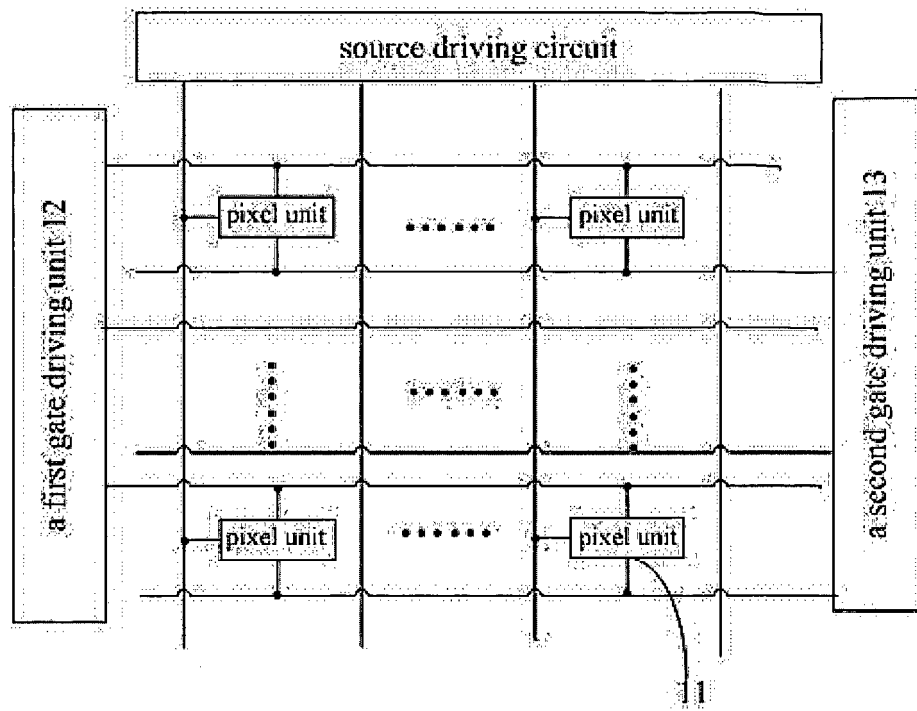 source driving circuit
a first gate driving unit 12
pixel unit
pixel unit
a second gate driving unit 13
pixel unit
pixel unit
11